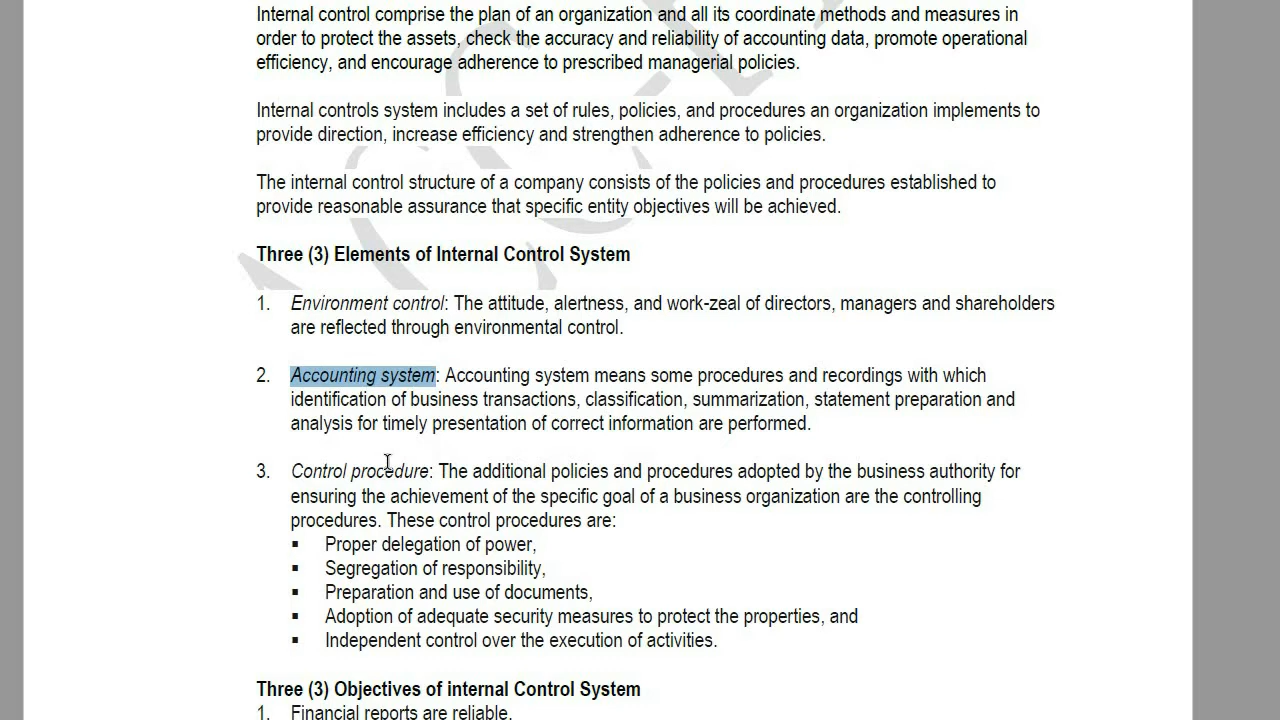 Internal control comprise the plan of an organization and all its coordinate methods and measures in
order to protect the assets, check the accuracy and reliability of accounting data, promote operational
efficiency, and encourage adherence to prescribed managerial policies.
Internal controls system includes a set of rules, policies, and procedures an organization implements to
provide direction, increase efficiency and strengthen adherence to policies.
The internal control structure of a company consists of the policies and procedures established to
provide reasonable assurance that specific entity objectives will be achieved.
Three (3) Elements of Internal Control System
1. Environment control: The attitude, alertness, and work-zeal of directors, managers and shareholders
are reflected through environmental control.
2. Accounting system: Accounting system means some procedures and recordings with which
identification of business transactions, classification, summarization, statement preparation and
analysis for timely presentation of correct information are performed.
3. Control procedure: The additional policies and procedures adopted by the business authority for
ensuring the achievement of the specific goal of a business organization are the controlling
procedures. These control procedures are:
▪ Proper delegation of power,
▪ Segregation of responsibility,
▪ Preparation and use of documents,
▪ Adoption of adequate security measures to protect the properties, and
▪ Independent control over the execution of activities.
Three (3) Objectives of internal Control System
1. Financial reports are reliable.